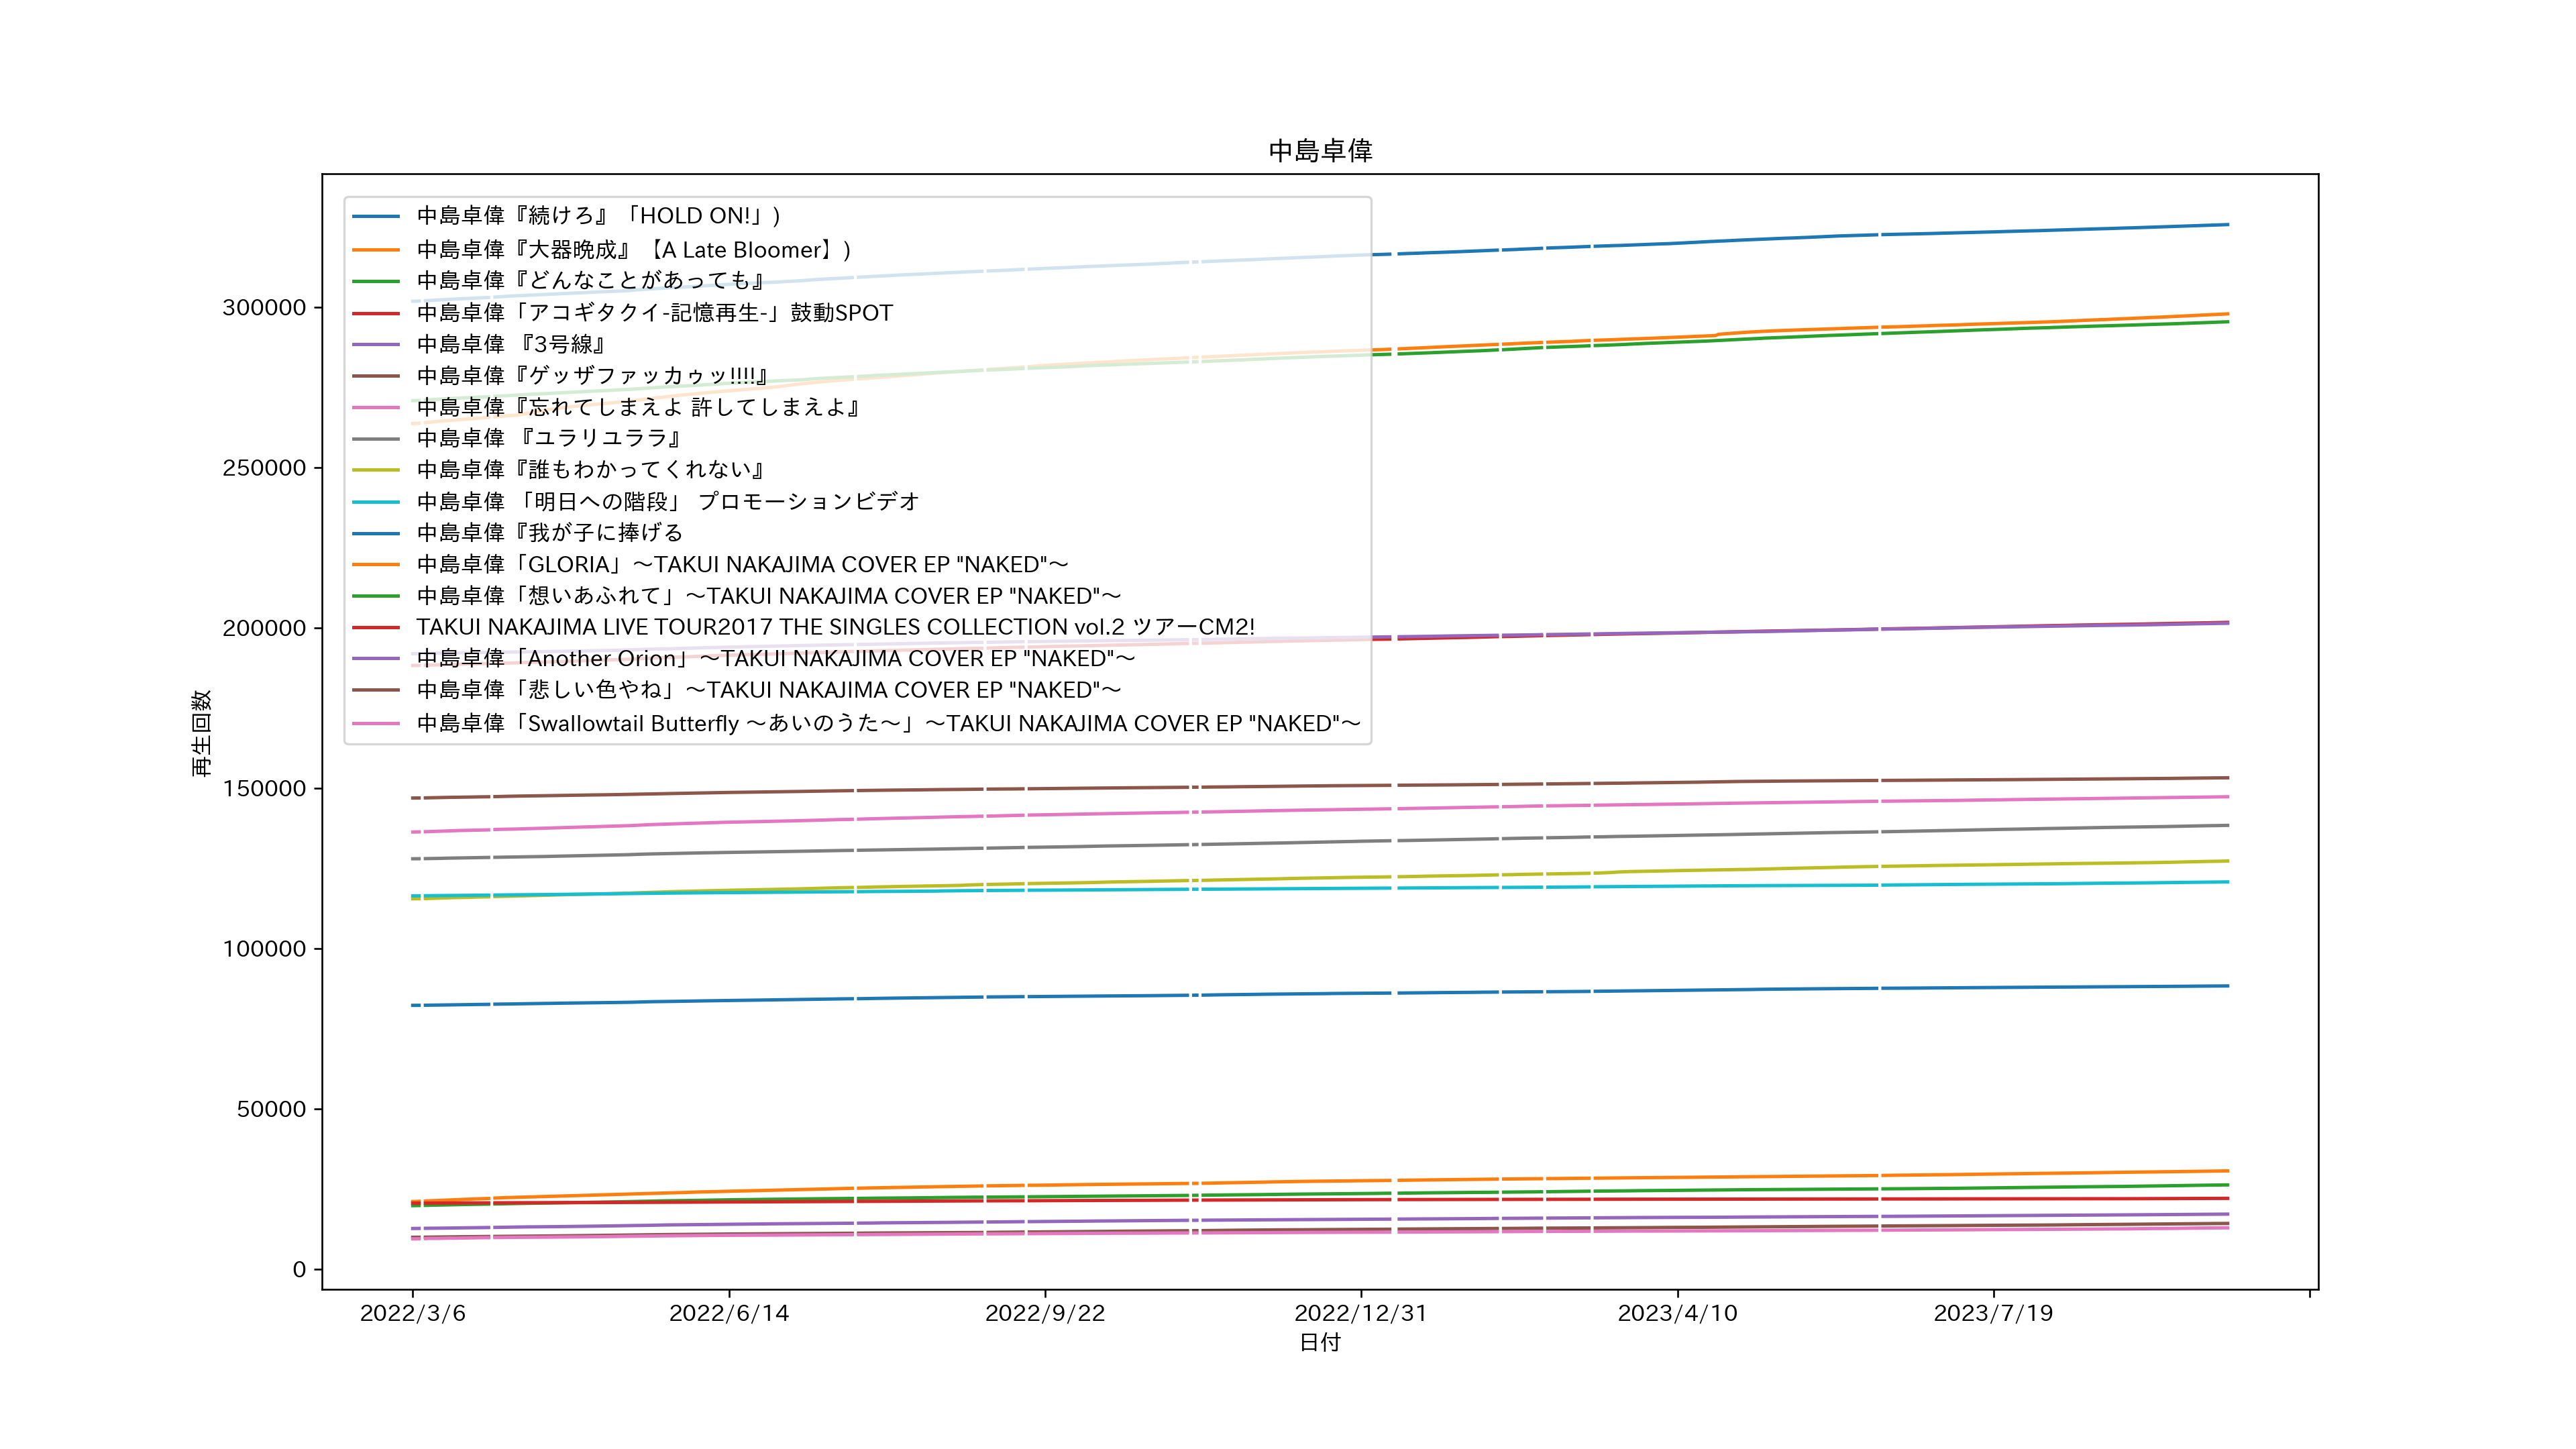 中島卓偉
中島卓偉『続けろ』「HOLD ON!」)
中島卓偉『大器晩成』【A Late Bloomer】)
中島卓偉『どんなことがあっても』
中島卓偉「アコギタクイ-記憶再生-」鼓動SPOT
中島卓偉 『3号線』
中島卓偉『ゲッザファッカゥッ!!!!』
中島卓偉『忘れてしまえよ 許してしまえよ』
中島卓偉 『ユラリユララ』
中島卓偉『誰もわかってくれない』
中島卓偉 「明日への階段」 プロモーションビデオ
中島卓偉『我が子に捧げる
中島卓偉「GLORIA」～TAKUI NAKAJIMA COVER EP "NAKED"～
中島卓偉「想いあふれて」～TAKUI NAKAJIMA COVER EP "NAKED"～
TAKUI NAKAJIMA LIVE TOUR2017 THE SINGLES COLLECTION vol.2 ツアーCM2!
中島卓偉「Another Orion」～TAKUI NAKAJIMA COVER EP "NAKED"～
中島卓偉「悲しい色やね」～TAKUI NAKAJIMA COVER EP "NAKED"～
中島卓偉「Swallowtail Butterfly ～あいのうた～」～TAKUI NAKAJIMA COVER EP "NAKED"～
再生回数
300000
250000
200000
150000
100000
50000
0
2022/3/6
2022/6/14
2022/9/22
2022/12/31
2023/4/10
2023/7/19
日付